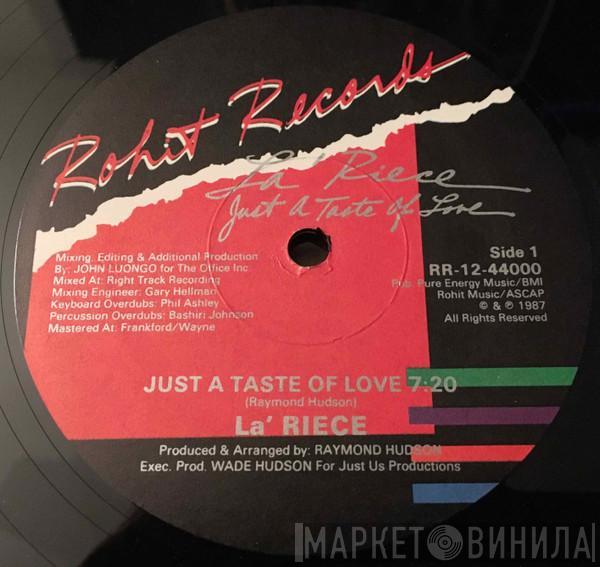 Rohit Records
La' Riece
Just A Taste Of Love
Mixing. Editing & Additional Production
By: JOHN LUONGO for The Office Inc.
Mixed At: Right Track Recording
Mixing Engineer: Gary Hellman
Keyboard Overdubs: Phil Ashley
Percussion Overdubs: Bashiri Johnson
Mastered At: Frankford/Wayne
Side 1
RR-12-44000
Pub. Pure Energy Music/BMI
Rohit Music/ASCAP
© & ℗ 1987
All Rights Reserved
JUST A TASTE OF LOVE 7:20
(Raymond Hudson)
La' RIECE
Produced & Arranged by: RAYMOND HUDSON
Exec. Prod. WADE HUDSON For Just Us Productions
МАРКЕТ ВИНИЛА